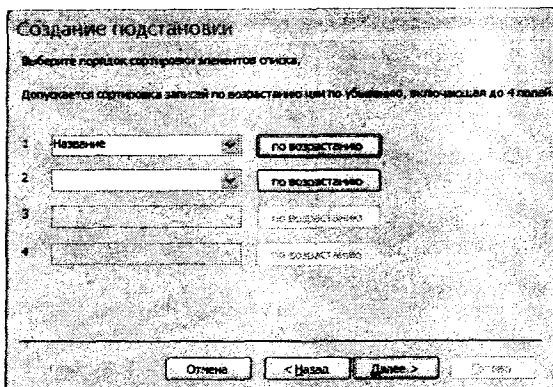 Создание подстановки
Выберите порядок сортировки элементов списка.
Допускается сортировка записей по возрастанию или по убыванию, включающая до 4 полей.
1 Название по возрастанию
2 по возрастанию
3 по возрастанию
4 по возрастанию
Отмена < Назад Далее > Готово